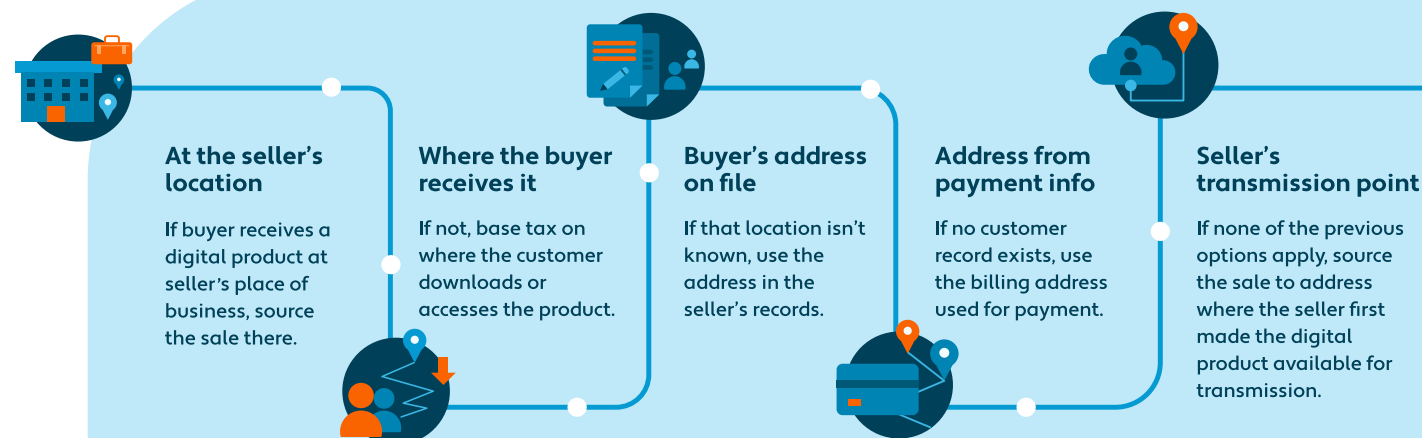 At the seller's
location
If buyer receives a
digital product at
seller's place of
business, source
the sale there.
Where the buyer
receives it
If not, base tax on
where the customer
downloads or
accesses the product.
Buyer's address
on file
If that location isn't
known, use the
address in the
seller's records.
Address from
payment info
If no customer
record exists, use
the billing address
used for payment.
Seller's
transmission point
If none of the previous
options apply, source
the sale to address
where the seller first
made the digital
product available for
transmission.